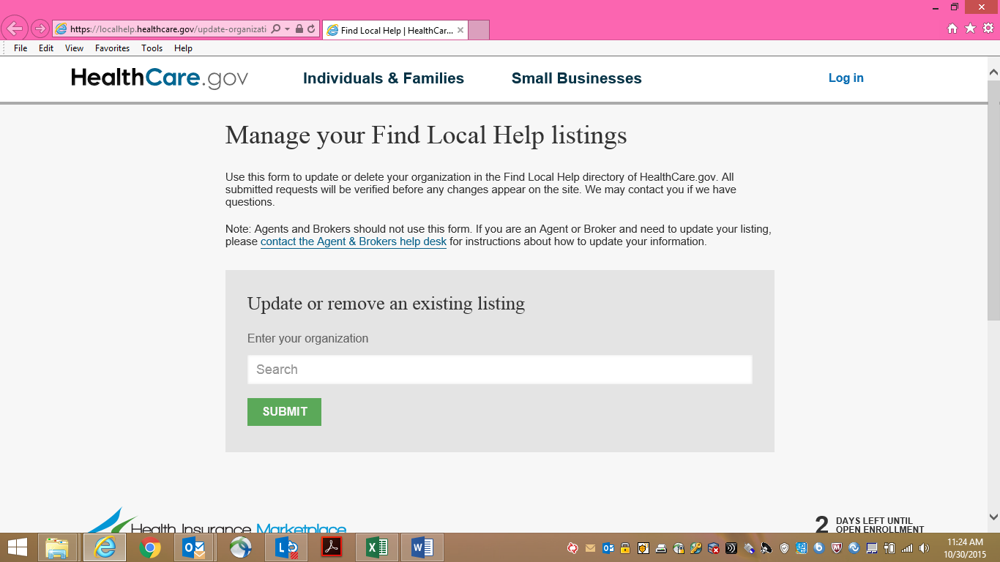 https://localhelp.healthcare.gov/update-organizati
Find Local Help | HealthCar...
File Edit View Favorites Tools Help
HealthCare.gov
Individuals & Families
Small Businesses
Log in
Manage your Find Local Help listings
Use this form to update or delete your organization in the Find Local Help directory of HealthCare.gov. All
submitted requests will be verified before any changes appear on the site. We may contact you if we have
questions.
Note: Agents and Brokers should not use this form. If you are an Agent or Broker and need to update your listing,
please contact the Agent & Brokers help desk for instructions about how to update your information.
Update or remove an existing listing
Enter your organization
Search
SUBMIT
Health Insurance Marketplace
2 DAYS LEFT UNTIL
OPEN ENROLLMENT
11:24 AM
10/30/2015